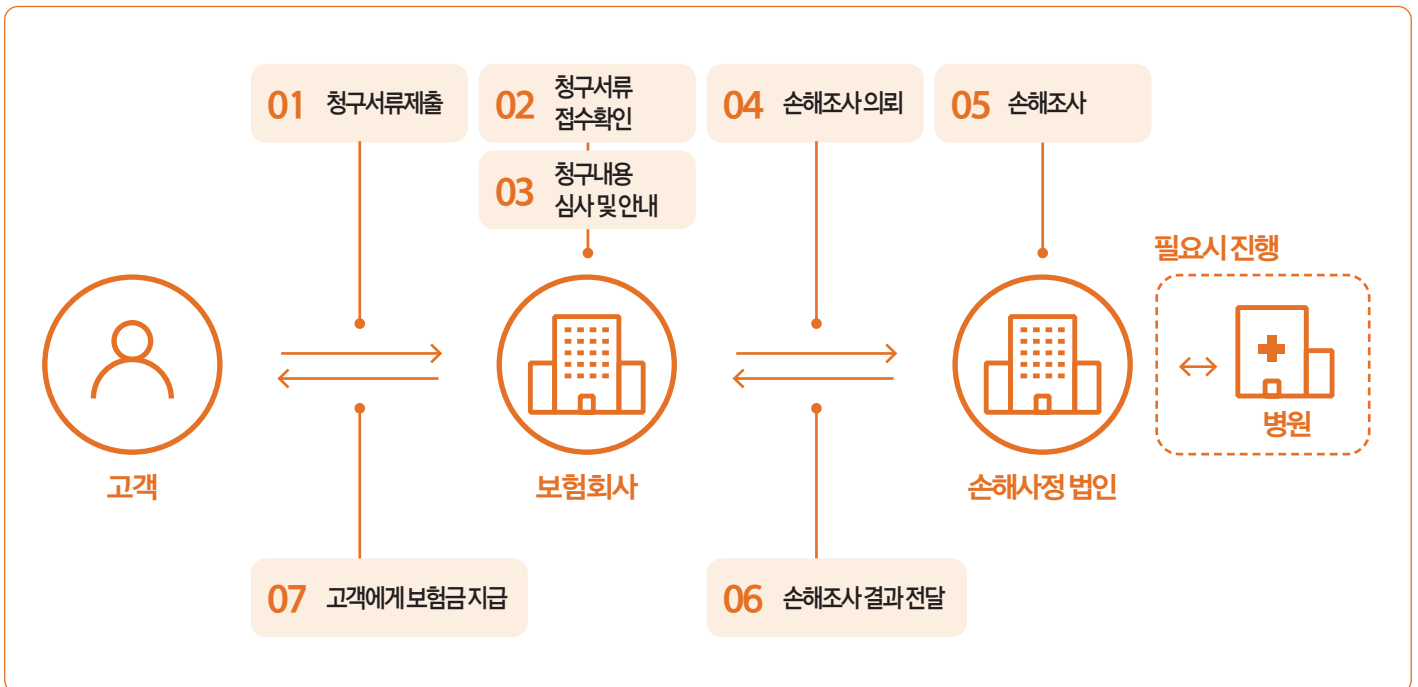 01 청구서류제출
02 청구서류
접수확인
03 청구내용
심사 및 안내
04 손해조사 의뢰
05 손해조사
필요시 진행
병원
고객
보험회사
손해사정 법인
07 고객에게 보험금 지급
06 손해조사 결과 전달